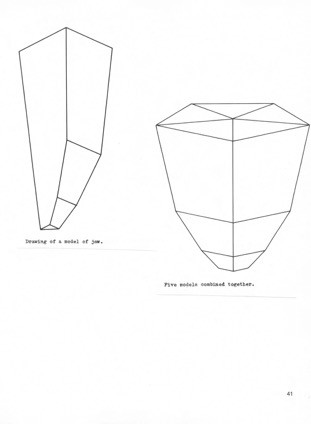 Drawing of a model of jaw.
Five models combined together.
41